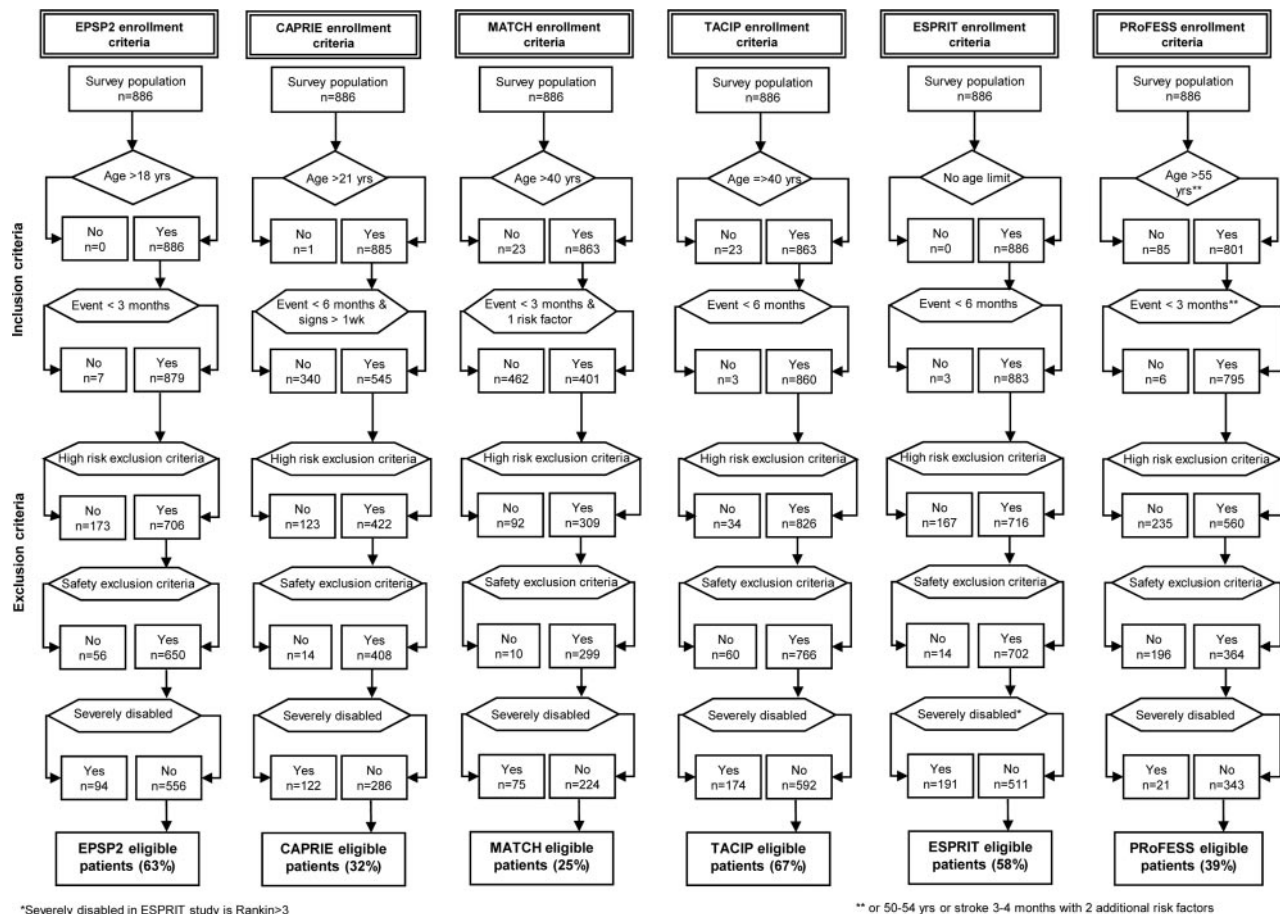 EPSP2 enrollment
criteria
Survey population
n=886
Age >18 yrs
No
n=0
Yes
n=886
Event < 3 months
No
n=7
Yes
n=879
High risk exclusion criteria
No
n=173
Yes
n=706
Safety exclusion criteria
No
n=56
Yes
n=650
Severely disabled
Yes
n=94
No
n=556
EPSP2 eligible
patients (63%)
CAPRIE enrollment
criteria
Survey population
n=886
Age >21 yrs
No
n=1
Yes
n=885
Event < 6 months &
signs > 1wk
No
n=340
Yes
n=545
High risk exclusion criteria
No
n=123
Yes
n=422
Safety exclusion criteria
No
n=14
Yes
n=408
Severely disabled
Yes
n=122
No
n=286
CAPRIE eligible
patients (32%)
MATCH enrollment
criteria
Survey population
n=886
Age >40 yrs
No
n=23
Yes
n=863
Event < 3 months &
1 risk factor
No
n=462
Yes
n=401
High risk exclusion criteria
No
n=92
Yes
n=309
Safety exclusion criteria
No
n=10
Yes
n=299
Severely disabled
Yes
n=75
No
n=224
MATCH eligible
patients (25%)
TACIP enrollment
criteria
Survey population
n=886
Age =>40 yrs
No
n=23
Yes
n=863
Event < 6 months
No
n=3
Yes
n=860
High risk exclusion criteria
No
n=34
Yes
n=826
Safety exclusion criteria
No
n=60
Yes
n=766
Severely disabled
Yes
n=174
No
n=592
TACIP eligible
patients (67%)
ESPRIT enrollment
criteria
Survey population
n=886
No age limit
No
n=0
Yes
n=886
Event < 6 months
No
n=3
Yes
n=883
High risk exclusion criteria
No
n=167
Yes
n=716
Safety exclusion criteria
No
n=14
Yes
n=702
Severely disabled*
Yes
n=191
No
n=511
ESPRIT eligible
patients (58%)
PRoFESS enrollment
criteria
Survey population
n=886
Age >55
yrs**
No
n=85
Yes
n=801
Event < 3 months**
No
n=6
Yes
n=795
High risk exclusion criteria
No
n=235
Yes
n=560
Safety exclusion criteria
No
n=196
Yes
n=364
Severely disabled
Yes
n=21
No
n=343
PRoFESS eligible
patients (39%)
Inclusion criteria
Exclusion criteria
*Severely disabled in ESPRIT study is Rankin>3
** or 50-54 yrs or stroke 3-4 months with 2 additional risk factors